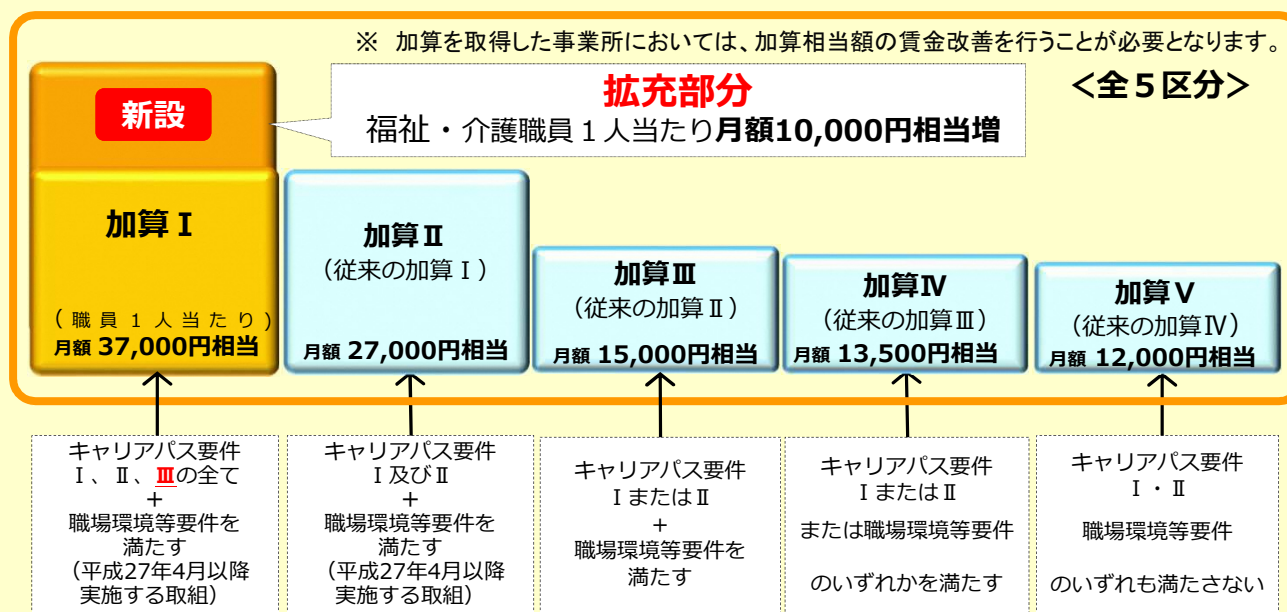 ※ 加算を取得した事業所においては、加算相当額の賃金改善を行うことが必要となります。
新設
拡充部分
福祉・介護職員1人当たり月額10,000円相当増
＜全5区分＞
加算Ⅰ
(職員1人当たり)
月額 37,000円相当
加算Ⅱ
(従来の加算Ⅰ)
月額 27,000円相当
加算Ⅲ
(従来の加算Ⅱ)
月額 15,000円相当
加算Ⅳ
(従来の加算Ⅲ)
月額 13,500円相当
加算Ⅴ
(従来の加算Ⅳ)
月額 12,000円相当
キャリアパス要件
Ⅰ、Ⅱ、Ⅲの全て
+
職場環境等要件を
満たす
(平成27年4月以降
実施する取組)
キャリアパス要件
Ⅰ及びⅡ
+
職場環境等要件を
満たす
(平成27年4月以降
実施する取組)
キャリアパス要件
ⅠまたはⅡ
+
職場環境等要件を
満たす
キャリアパス要件
ⅠまたはⅡ
または職場環境等要件
のいずれかを満たす
キャリアパス要件
Ⅰ・Ⅱ
職場環境等要件
のいずれも満たさない